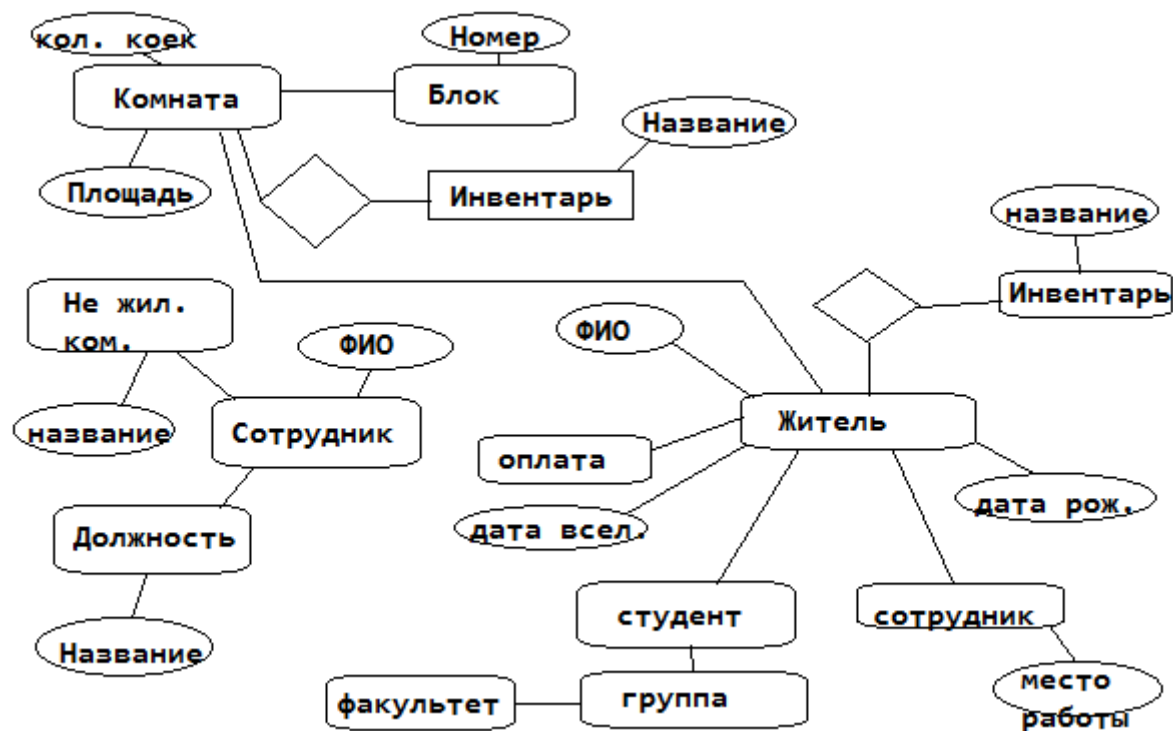 кол. коек
Номер
Комната
Блок
Название
Площадь
Инвентарь
название
Не жил.
ком.
Инвентарь
ФИО
ФИО
название
Сотрудник
Житель
оплата
дата рож.
дата всел.
Должность
студент
сотрудник
Название
факультет
группа
место
работы